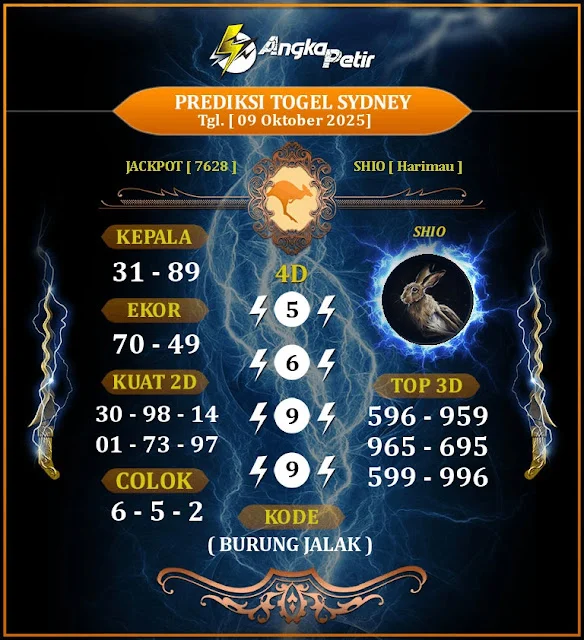 Angka
Petir
PREDIKSI TOGEL SYDNEY
Tgl. [ 09 Oktober 2025]
JACKPOT [ 7628 ]
SHIO [ Harimau ]
KEPALA
31 - 89
EKOR
70 - 49
KUAT 2D
30 - 98 - 14
01 - 73 - 97
COLOK
6 - 5 - 2
4D
5
6
9
9
KODE
( BURUNG JALAK )
SHIO
TOP 3D
596 - 959
965 - 695
599 - 996